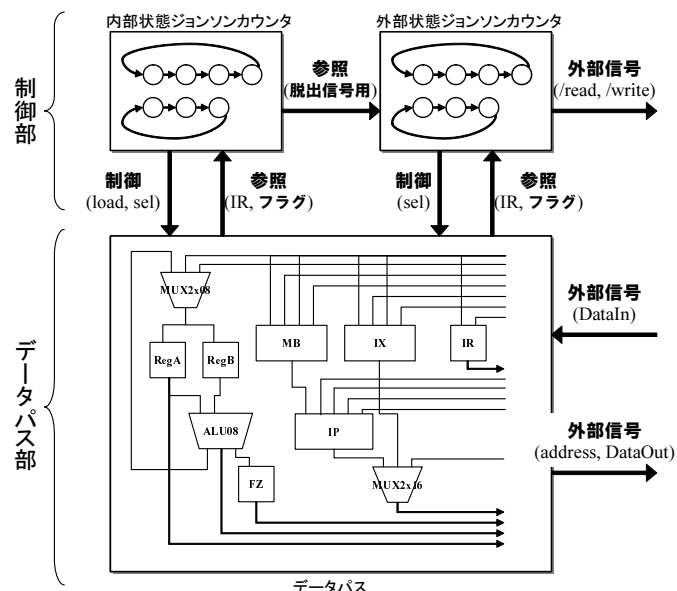 内部状態ジョンソンカウンタ
外部状態ジョンソンカウンタ
制御部
参照
(脱出信号用)
外部信号
(/read, /write)
制御
(load, sel)
参照
(IR, フラグ)
制御
(sel)
参照
(IR, フラグ)
データパス部
MUX2x08
RegA
RegB
MB
IX
IR
ALU08
IP
FZ
MUX2x16
外部信号
(DataIn)
外部信号
(address, DataOut)
データパス